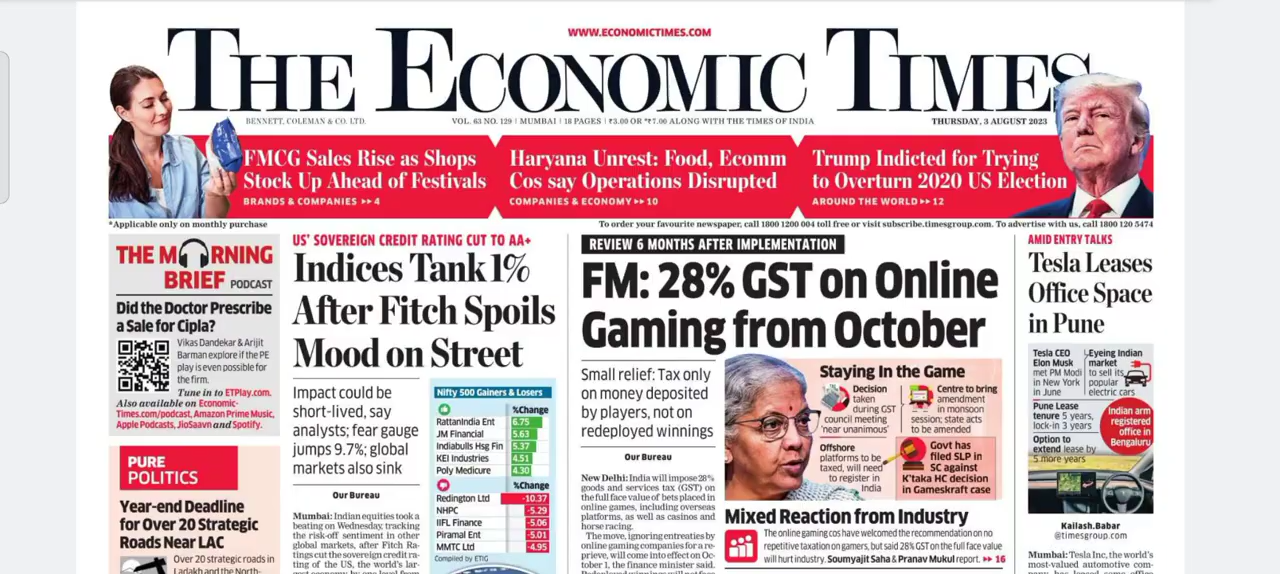 WWW.ECONOMICTIMES.COM
THE ECONOMIC TIMES
BENNETT, COLEMAN & CO. LTD.
VOL. 63 NO. 129 | MUMBAI | 18 PAGES | ₹3.00 OR *₹7.00 ALONG WITH THE TIMES OF INDIA
THURSDAY, 3 AUGUST 2023
FMCG Sales Rise as Shops
Stock Up Ahead of Festivals
BRANDS & COMPANIES ▸▸ 4
Haryana Unrest: Food, Ecomm
Cos say Operations Disrupted
COMPANIES & ECONOMY ▸▸ 10
Trump Indicted for Trying
to Overturn 2020 US Election
AROUND THE WORLD ▸▸ 12
*Applicable only on monthly purchase
To order your favourite newspaper, call 1800 1200 004 toll free or visit subscribe.timesgroup.com. To advertise with us, call 1800 120 5474
THE MORNING
BRIEF PODCAST
Did the Doctor Prescribe
a Sale for Cipla?
Vikas Dandekar & Arijit
Barman explore if the PE
play is even possible for
the firm.
Tune in to ETPlay.com.
Also available on Economic-
Times.com/podcast, Amazon Prime Music,
Apple Podcasts, JioSaavn and Spotify.
PURE
POLITICS
Year-end Deadline
for Over 20 Strategic
Roads Near LAC
Over 20 strategic roads in
Ladakh and the North-
US' SOVEREIGN CREDIT RATING CUT TO AA+
Indices Tank 1%
After Fitch Spoils
Mood on Street
Impact could be
short-lived, say
analysts; fear gauge
jumps 9.7%; global
markets also sink
Our Bureau
Mumbai: Indian equities took a
beating on Wednesday, tracking
the risk-off sentiment in other
global markets, after Fitch Ra-
tings cut the sovereign credit ra-
ting of the US, the world's lar-
gest economy by one level from
Nifty 500 Gainers & Losers
%Change
RattanIndia Ent 6.75
JM Financial 5.63
Indiabulls Hsg Fin 5.37
KEI Industries 4.51
Poly Medicure 4.30
%Change
Redington Ltd -10.37
NHPC -5.29
IIFL Finance -5.06
Piramal Ent -5.01
MMTC Ltd -4.95
Compiled by ETIG
REVIEW 6 MONTHS AFTER IMPLEMENTATION
FM: 28% GST on Online
Gaming from October
Small relief: Tax only
on money deposited
by players, not on
redeployed winnings
Our Bureau
New Delhi: India will impose 28%
goods and services tax (GST) on
the full face value of bets placed in
online games, including overseas
platforms, as well as casinos and
horse racing.
The move, ignoring entreaties by
online gaming companies for a re-
prieve, will come into effect on Oc-
tober 1, the finance minister said.
Staying In the Game
Decision
taken
during GST
council meeting
'near unanimous'
Centre to bring
amendment
in monsoon
session; state acts
to be amended
Offshore
platforms to be
taxed, will need
to register in
India
Govt has
filed SLP in
SC against
K'taka HC decision
in Gameskraft case
Mixed Reaction from Industry
The online gaming cos have welcomed the recommendation on no
repetitive taxation on gamers, but said 28% GST on the full face value
will hurt industry. Soumyajit Saha & Pranav Mukul report. ▸▸ 16
AMID ENTRY TALKS
Tesla Leases
Office Space
in Pune
Tesla CEO
Elon Musk
met PM Modi
in New York
in June
Eyeing Indian
market
to sell its
popular
electric cars
Pune Lease
tenure 5 years,
lock-in 3 years
Option to
extend lease by
5 more years
Indian arm
registered
office in
Bengaluru
Kailash.Babar
@timesgroup.com
Mumbai: Tesla Inc, the world's
most-valued automotive com-